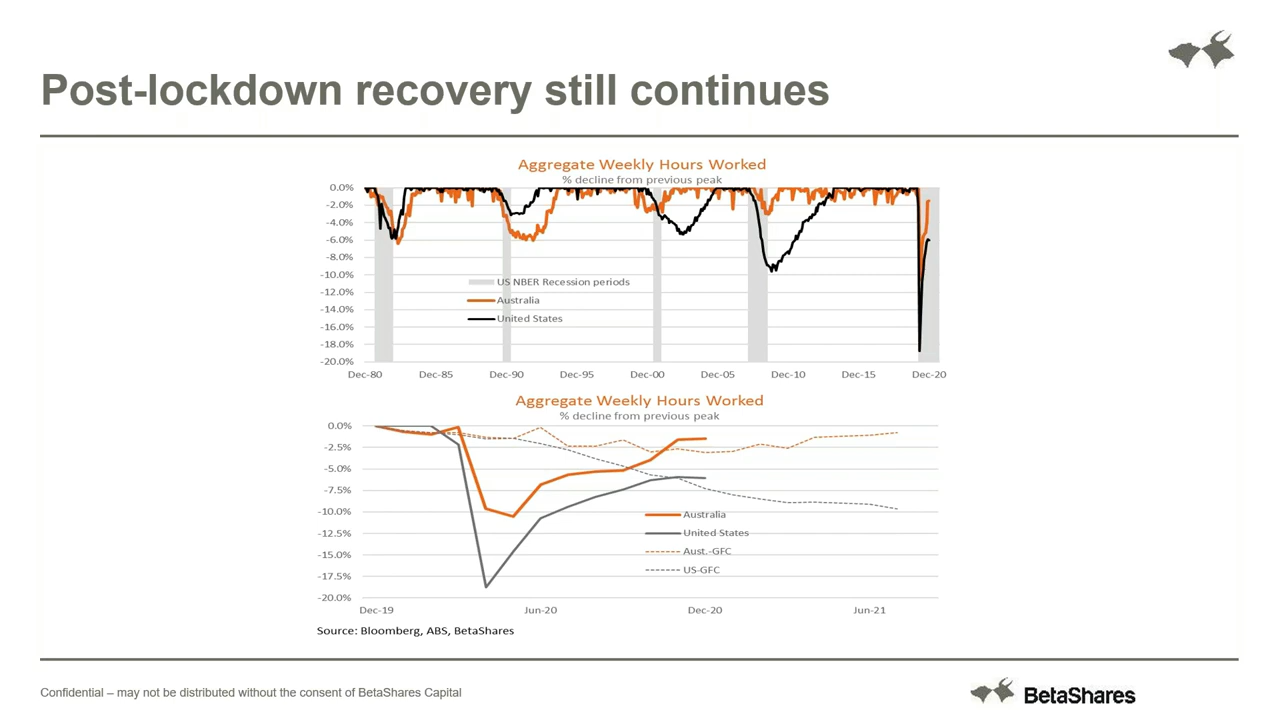 Post-lockdown recovery still continues
Aggregate Weekly Hours Worked
% decline from previous peak
0.0%
-2.0%
-4.0%
-6.0%
-8.0%
-10.0%
-12.0%
-14.0%
-16.0%
-18.0%
-20.0%
US NBER Recession periods
Australia
United States
Dec-80 Dec-85 Dec-90 Dec-95 Dec-00 Dec-05 Dec-10 Dec-15 Dec-20
Aggregate Weekly Hours Worked
% decline from previous peak
0.0%
-2.5%
-5.0%
-7.5%
-10.0%
-12.5%
-15.0%
-17.5%
-20.0%
Australia
United States
Aust.-GFC
US-GFC
Dec-19 Jun-20 Dec-20 Jun-21
Source: Bloomberg, ABS, BetaShares
Confidential – may not be distributed without the consent of BetaShares Capital
BetaShares